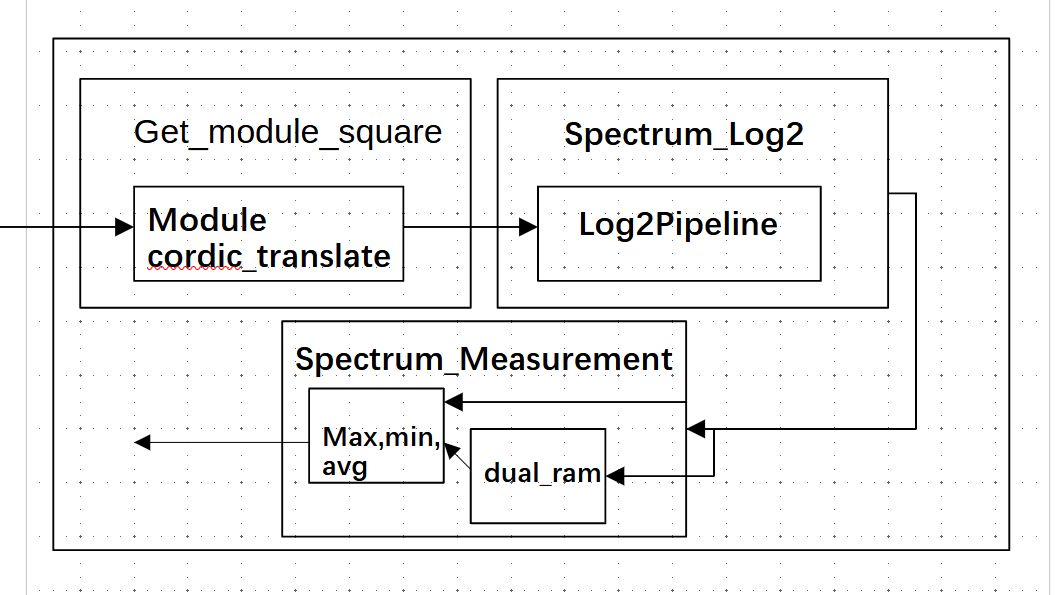 Get_module_square
Spectrum_Log2
Module
cordic_translate
Log2Pipeline
Spectrum_Measurement
Max,min,
avg
dual_ram